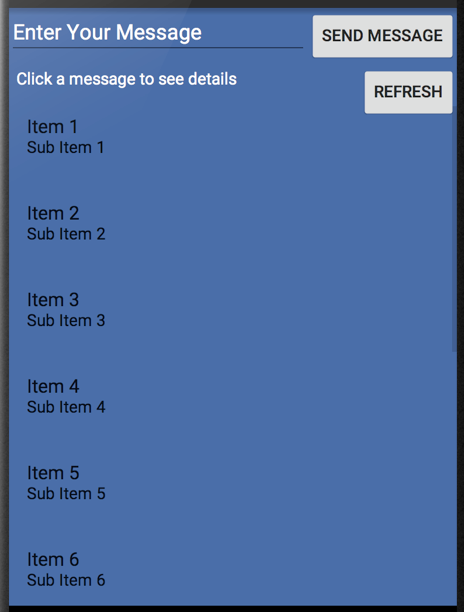 Enter Your Message
SEND MESSAGE
Click a message to see details
REFRESH
Item 1
Sub Item 1
Item 2
Sub Item 2
Item 3
Sub Item 3
Item 4
Sub Item 4
Item 5
Sub Item 5
Item 6
Sub Item 6